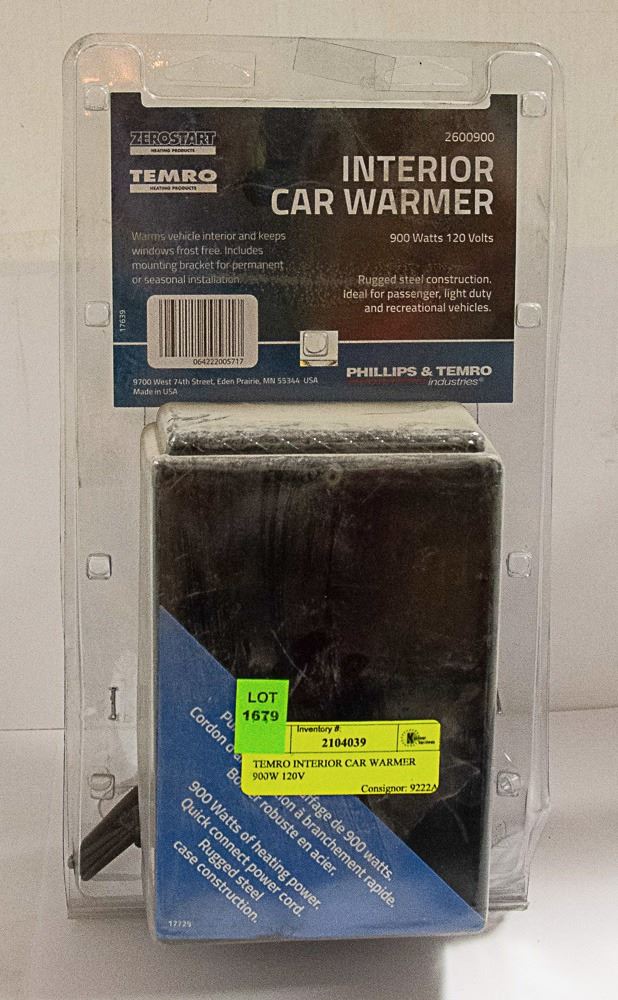 ZEROSTART
HEATING PRODUCTS
TEMRO
HEATING PRODUCTS
2600900
INTERIOR
CAR WARMER
900 Watts 120 Volts
Warms vehicle interior and keeps
windows frost free. Includes
mounting bracket for permanent
or seasonal installation.
Rugged steel construction.
Ideal for passenger, light duty
and recreational vehicles.
17639
064222005717
PHILLIPS & TEMRO
industries®
9700 West 74th Street, Eden Prairie, MN 55344 USA
Made in USA
LOT
1679
Inventory #:
2104039
TEMRO INTERIOR CAR WARMER
900W 120V
Consignor: 9222A
de 900 watts.
Cordon à branchement rapide.
robuste en acier.
900 Watts of heating power.
Quick connect power cord.
Rugged steel
case construction.
17729